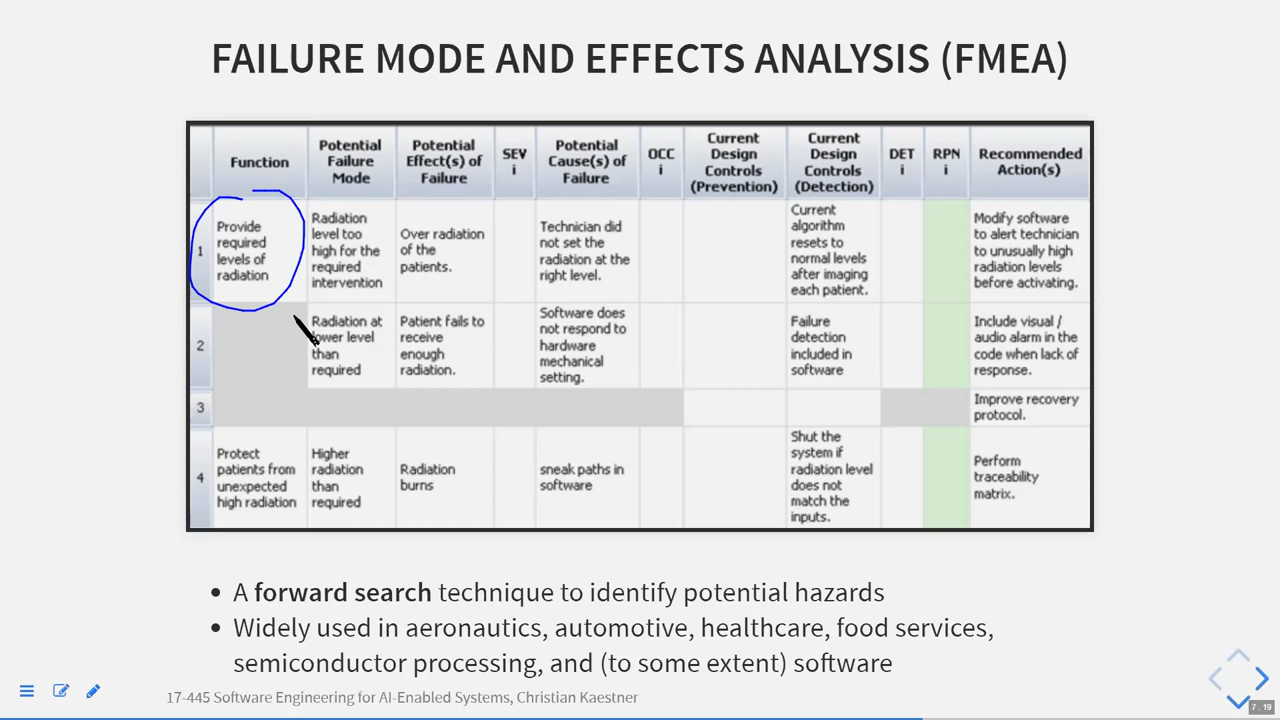 FAILURE MODE AND EFFECTS ANALYSIS (FMEA)
Function
Potential
Failure
Mode
Potential
Effect(s) of
Failure
SEV
i
Potential
Cause(s) of
Failure
OCC
i
Current
Design
Controls
(Prevention)
Current
Design
Controls
(Detection)
DET
i
RPN
i
Recommended
Action(s)
1
Provide
required
levels of
radiation
Radiation
level too
high for the
required
intervention
Over radiation
of the
patients.
Technician did
not set the
radiation at the
right level.
Current
algorithm
resets to
normal levels
after imaging
each patient.
Modify software
to alert technician
to unusually high
radiation levels
before activating.
2
Radiation at
lower level
than
required
Patient fails to
receive
enough
radiation.
Software does
not respond to
hardware
mechanical
setting.
Failure
detection
included in
software
Include visual /
audio alarm in the
code when lack of
response.
3
Improve recovery
protocol.
4
Protect
patients from
unexpected
high radiation
Higher
radiation
than
required
Radiation
burns
sneak paths in
software
Shut the
system if
radiation level
does not
match the
inputs.
Perform
traceability
matrix.
A forward search technique to identify potential hazards
Widely used in aeronautics, automotive, healthcare, food services,
semiconductor processing, and (to some extent) software
17-445 Software Engineering for AI-Enabled Systems, Christian Kaestner
7 . 19